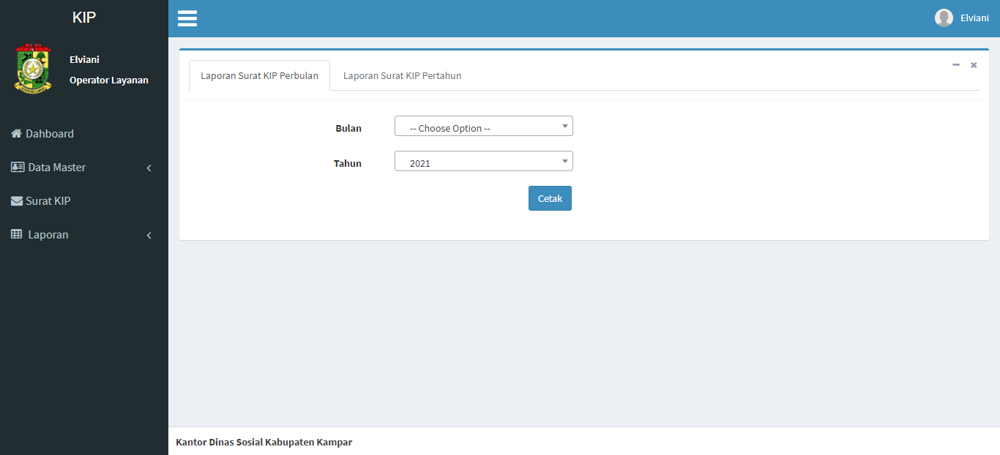 KIP
Elviani
Elviani
Operator Layanan
Dahboard
Data Master
Surat KIP
Laporan
Laporan Surat KIP Perbulan
Laporan Surat KIP Pertahun
Bulan
-- Choose Option --
Tahun
2021
Cetak
Kantor Dinas Sosial Kabupaten Kampar